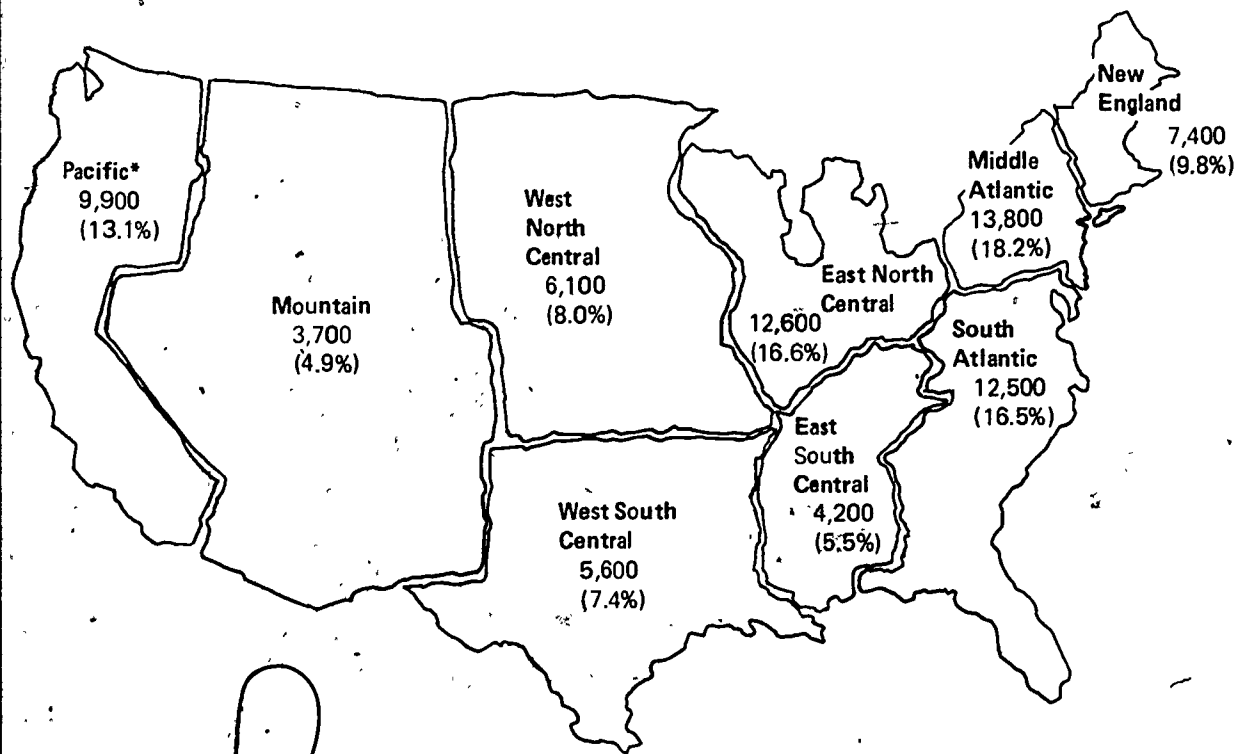 New
England
7,400
(9.8%)
Middle
Atlantic
13,800
(18.2%)
Pacific*
9,900
(13.1%)
West
North
Central
6,100
(8.0%)
East North
Central
12,600
(16.6%)
Mountain
3,700
(4.9%)
South
Atlantic
12,500
(16.5%)
East
South
Central
4,200
(5.5%)
West South
Central
5,600
(7.4%)